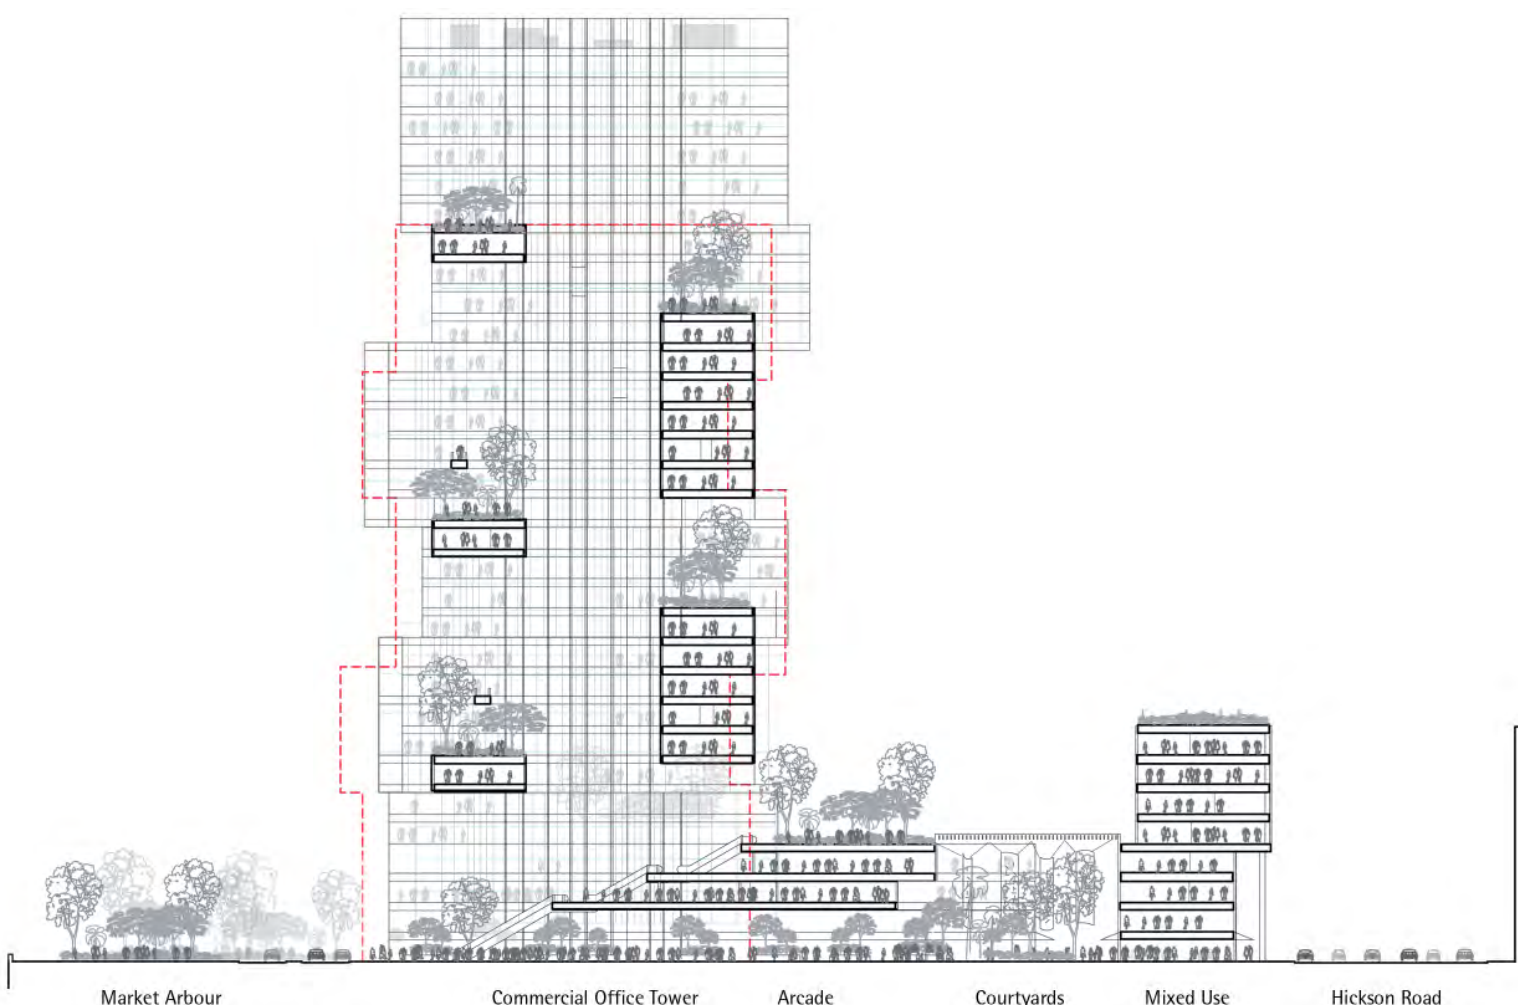 Market Arbour
Commercial Office Tower
Arcade
Courtyards
Mixed Use
Hickson Road